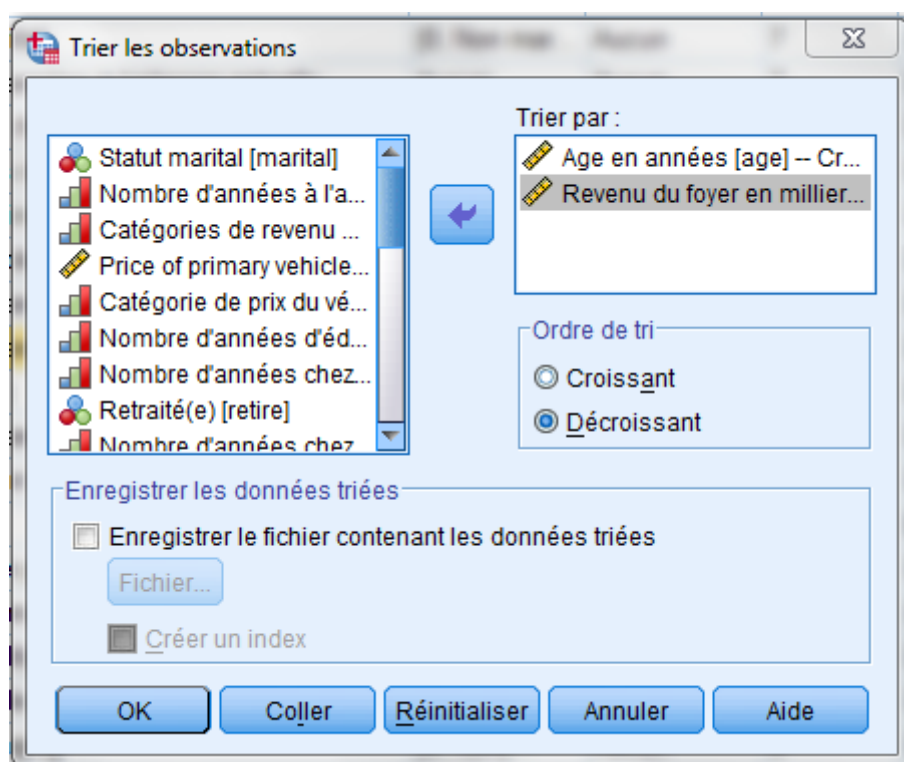 Trier les observations
Trier par :
Statut marital [marital]
Nombre d'années à l'a...
Catégories de revenu ...
Price of primary vehicle...
Catégorie de prix du vé...
Nombre d'années d'éd...
Nombre d'années chez...
Retraité(e) [retire]
Nombre d'années chez
Age en années [age] -- Cr...
Revenu du foyer en millier...
Ordre de tri
Croissant
Décroissant
Enregistrer les données triées
Enregistrer le fichier contenant les données triées
Fichier...
Créer un index
OK Coller Réinitialiser Annuler Aide